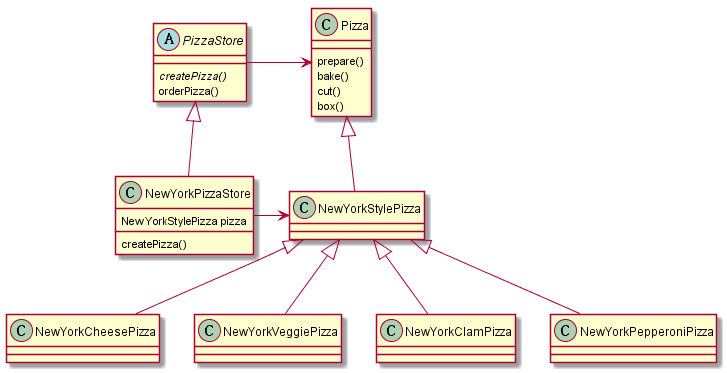 A PizzaStore
createPizza()
orderPizza()
C Pizza
prepare()
bake()
cut()
box()
C NewYorkPizzaStore
NewYorkStylePizza pizza
createPizza()
C NewYorkStylePizza
C NewYorkCheesePizza
C NewYorkVeggiePizza
C NewYorkClamPizza
C NewYorkPepperoniPizza